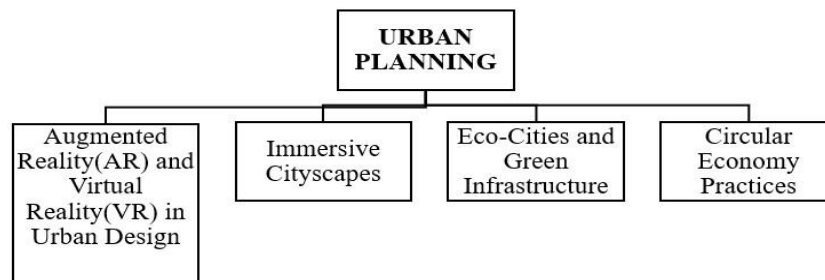 URBAN
PLANNING
Augmented
Reality(AR) and
Virtual
Reality(VR) in
Urban Design
Immersive
Cityscapes
Eco-Cities and
Green
Infrastructure
Circular
Economy
Practices